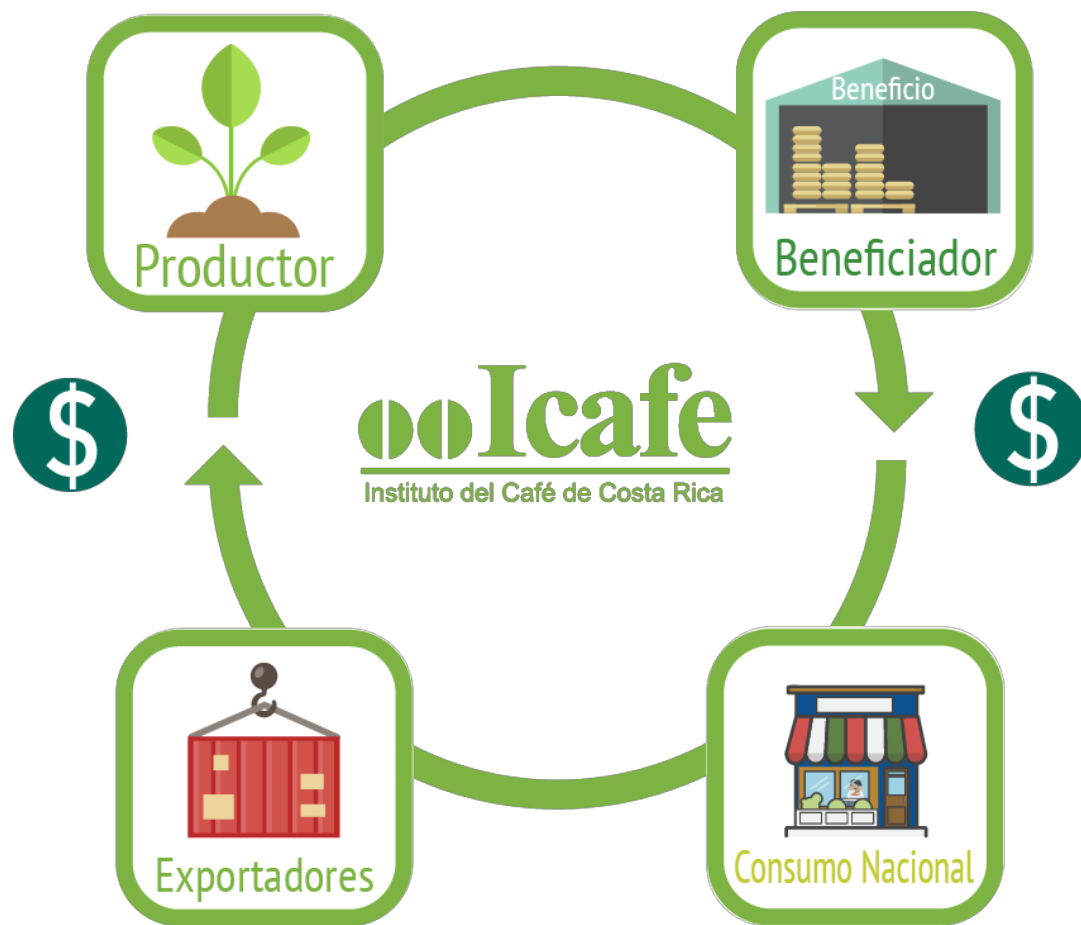 Beneficio
Productor
Beneficiador
$
$
Icafe
Instituto del Café de Costa Rica
Exportadores
Consumo Nacional